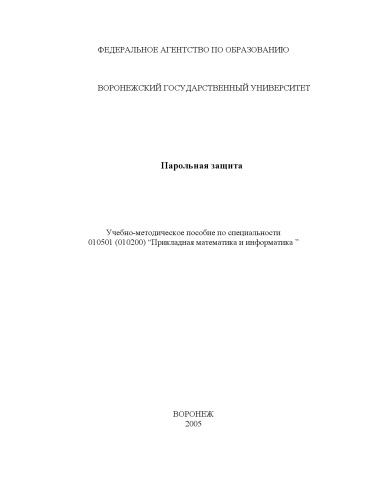 ФЕДЕРАЛЬНОЕ АГЕНТСТВО ПО ОБРАЗОВАНИЮ
ВОРОНЕЖСКИЙ ГОСУДАРСТВЕННЫЙ УНИВЕРСИТЕТ
Парольная защита
Учебно-методическое пособие по специальности
010501 (010200) “Прикладная математика и информатика ”
ВОРОНЕЖ
2005